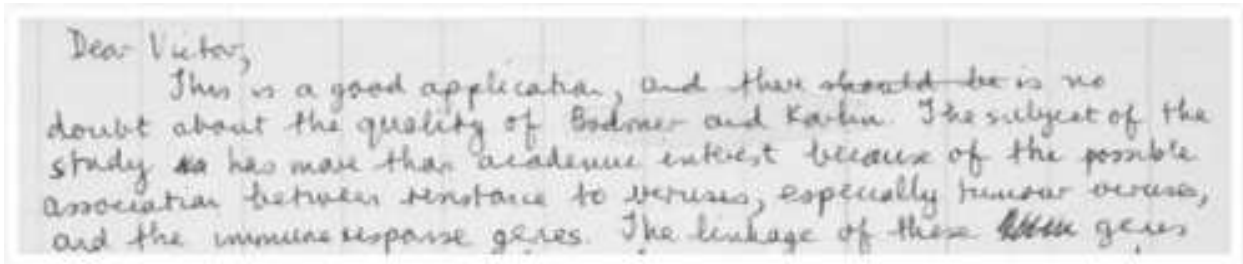 Dear Victor,
This is a good application, and there should be is no
doubt about the quality of Bodmer and Karlin. The subject of the
study has more than academic interest because of the possible
association between resistance to viruses, especially tumour viruses,
and the immune response genes. The linkage of these genes